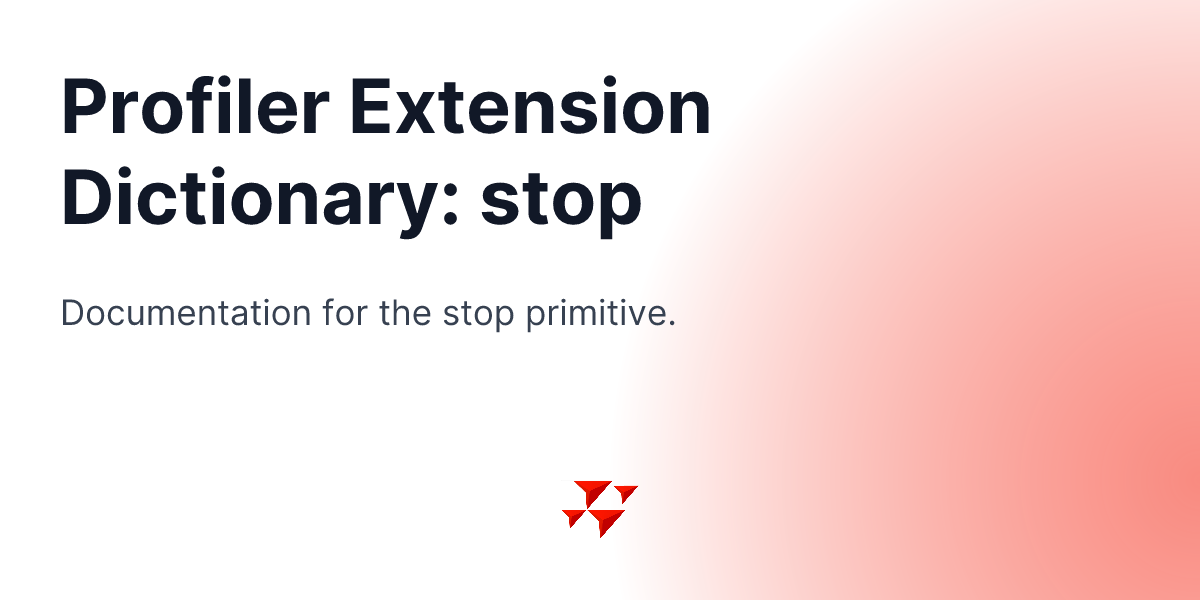 Profiler Extension
Dictionary: stop
Documentation for the stop primitive.